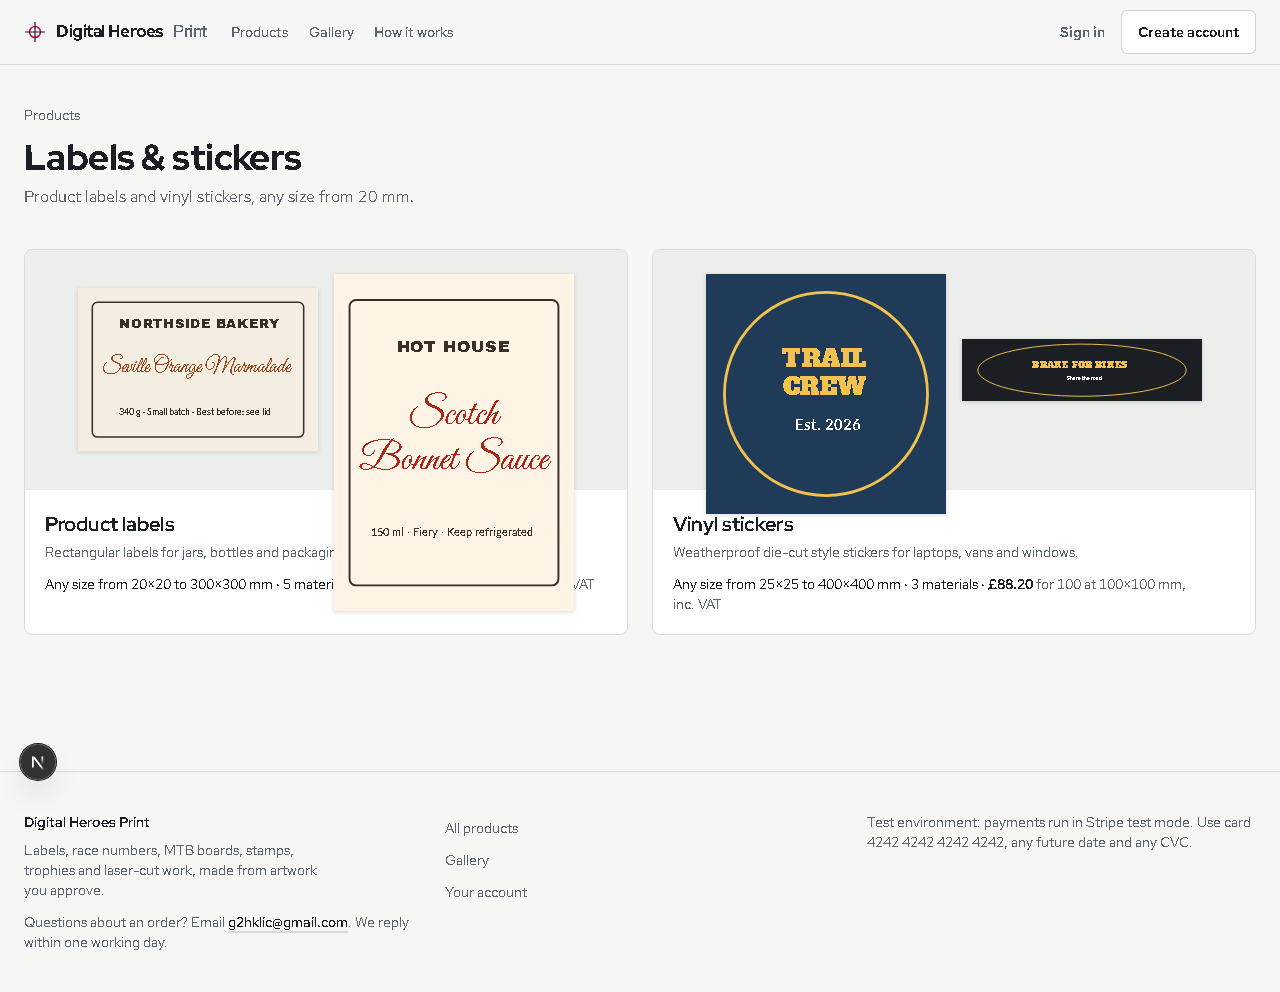 Digital Heroes Print
Products
Gallery
How it works
Sign in
Create account
Products
Labels & stickers
Product labels and vinyl stickers, any size from 20 mm.
NORTHSIDE BAKERY
Seville Orange Marmalade
340 g · Small batch · Best before: see lid
HOT HOUSE
Scotch
Bonnet Sauce
150 ml · Fiery · Keep refrigerated
Product labels
Rectangular labels for jars, bottles and
Any size from 20×20 to 300×300 mm · 5
VAT
TRAIL
CREW
Est. 2026
BRAKE FOR BIKES
Share the road
Vinyl stickers
Weatherproof die-cut style stickers for laptops, vans and windows.
Any size from 25×25 to 400×400 mm · 3 materials · £88.20 for 100 at 100×100 mm,
inc. VAT
N
Digital Heroes Print
Labels, race numbers, MTB boards, stamps,
trophies and laser-cut work, made from artwork
you approve.
Questions about an order? Email g2hklic@gmail.com. We reply
within one working day.
All products
Gallery
Your account
Test environment: payments run in Stripe test mode. Use card
4242 4242 4242 4242, any future date and any CVC.